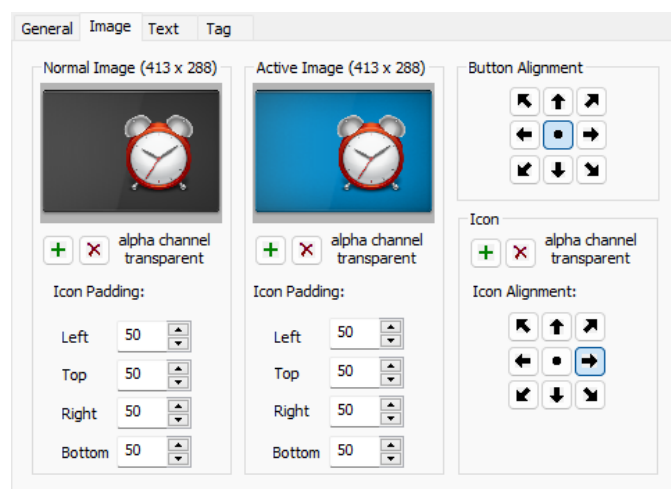 General Image Text Tag
Normal Image (413 x 288)
alpha channel
transparent
Icon Padding:
Left 50
Top 50
Right 50
Bottom 50
Active Image (413 x 288)
alpha channel
transparent
Icon Padding:
Left 50
Top 50
Right 50
Bottom 50
Button Alignment
Icon
alpha channel
transparent
Icon Alignment: